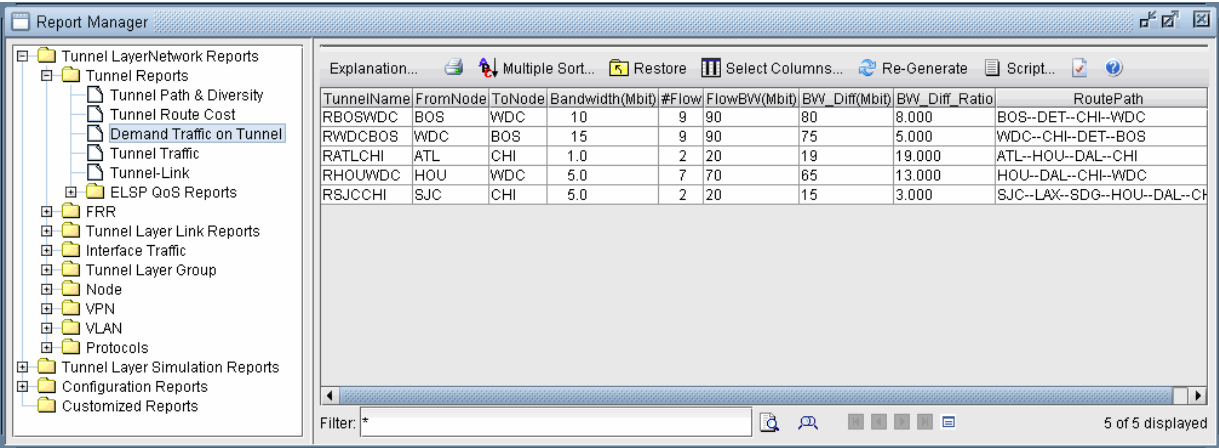 Report Manager
Tunnel LayerNetwork Reports
Tunnel Reports
Tunnel Path & Diversity
Tunnel Route Cost
Demand Traffic on Tunnel
Tunnel Traffic
Tunnel-Link
ELSP QoS Reports
FRR
Tunnel Layer Link Reports
Interface Traffic
Tunnel Layer Group
Node
VPN
VLAN
Protocols
Tunnel Layer Simulation Reports
Configuration Reports
Customized Reports
Explanation... Multiple Sort... Restore Select Columns... Re-Generate Script...
TunnelName FromNode ToNode Bandwidth(Mbit) #Flow FlowBW(Mbit) BW_Diff(Mbit) BW_Diff_Ratio RoutePath
RBOSWDC BOS WDC 10 9 90 80 8.000 BOS--DET--CHI--WDC
RWDCBOS WDC BOS 15 9 90 75 5.000 WDC--CHI--DET--BOS
RATLCHI ATL CHI 1.0 2 20 19 19.000 ATL--HOU--DAL--CHI
RHOUWDC HOU WDC 5.0 7 70 65 13.000 HOU--DAL--CHI--WDC
RSJCCHI SJC CHI 5.0 2 20 15 3.000 SJC--LAX--SDG--HOU--DAL--CH
Filter: * 5 of 5 displayed